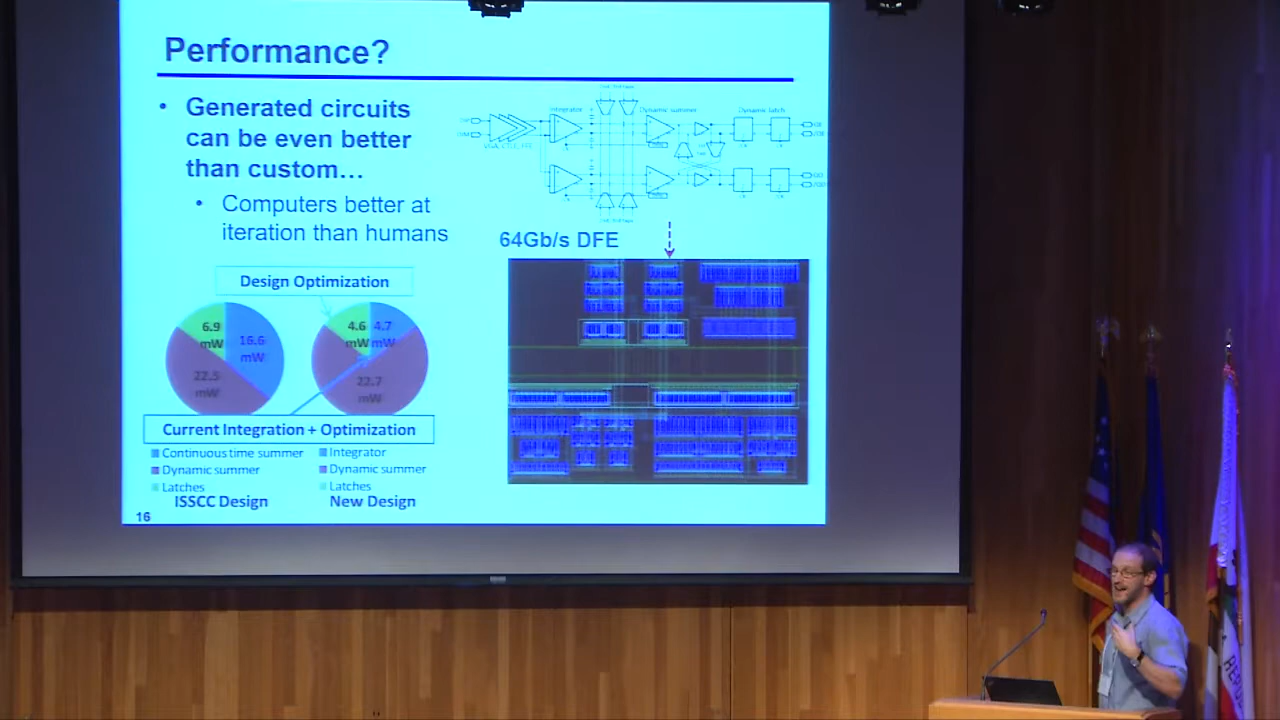 Performance?
• Generated circuits
can be even better
than custom...
• Computers better at
iteration than humans
Integrator
Dynamic summer
Dynamic latch
64Gb/s DFE
Design Optimization
6.9
mW
16.6
mW
22.5
mW
4.6
mW
4.7
mW
22.7
mW
Current Integration + Optimization
Continuous time summer
Dynamic summer
Latches
ISSCC Design
Integrator
Dynamic summer
Latches
New Design
16